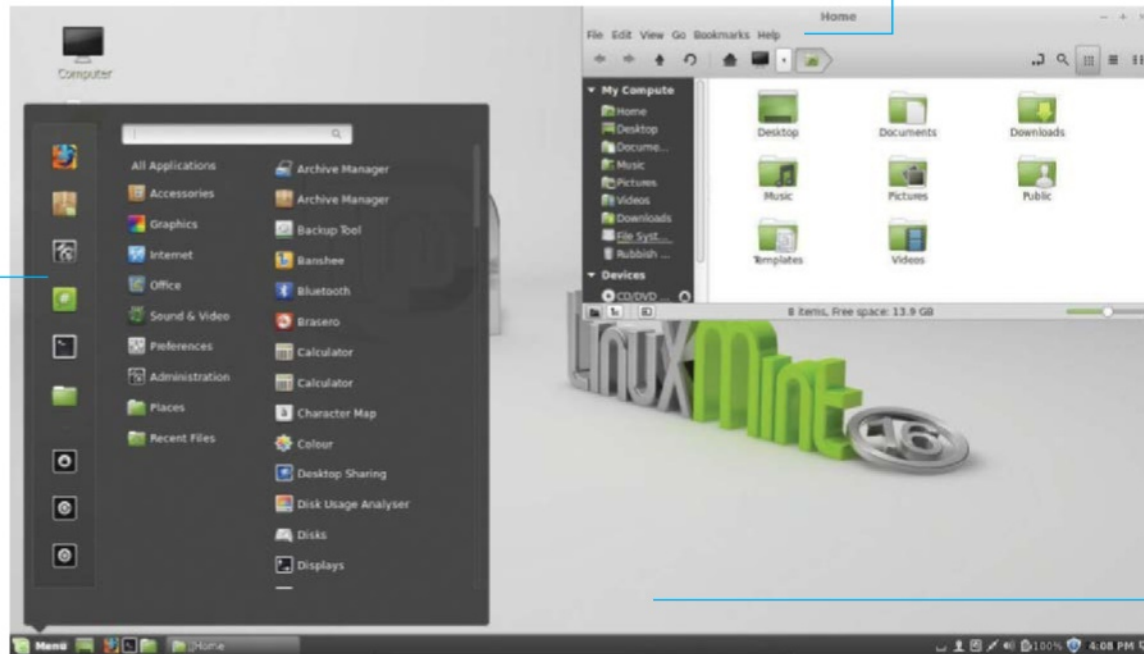 Computer
All Applications
Accessories
Graphics
Internet
Office
Sound & Video
Preferences
Administration
Places
Recent Files
Archive Manager
Archive Manager
Backup Tool
Banshee
Bluetooth
Brasero
Calculator
Calculator
Character Map
Colour
Desktop Sharing
Disk Usage Analyser
Disks
Displays
Home
File Edit View Go Bookmarks Help
My Compute
Home
Desktop
Docume...
Music
Pictures
Videos
Downloads
File Syst...
Rubbish ...
Devices
CD/DVD ...
Desktop Documents Downloads
Music Pictures Public
Templates Videos
8 items, Free space: 13.9 GB
Linux Mint 16
Menu Home 100% 4:08 PM